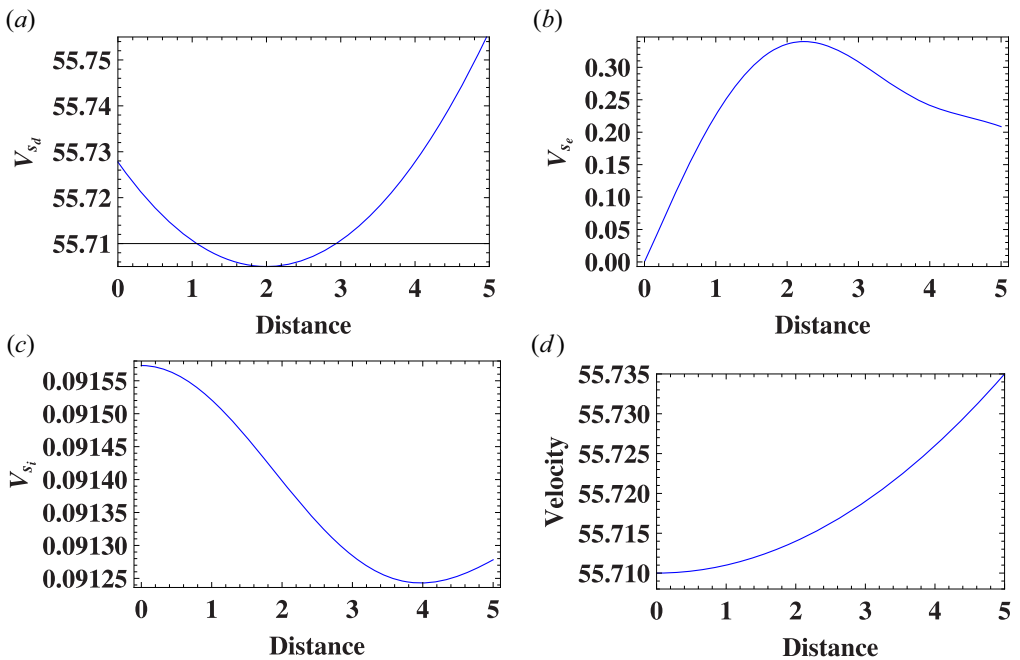 (a)
55.75
55.74
55.73
55.72
55.71
V_{s_d}
0 1 2 3 4 5
Distance
(b)
0.30
0.25
0.20
0.15
0.10
0.05
0.00
V_{s_e}
0 1 2 3 4 5
Distance
(c)
0.09155
0.09150
0.09145
0.09140
0.09135
0.09130
0.09125
V_{s_i}
0 1 2 3 4 5
Distance
(d)
55.735
55.730
55.725
55.720
55.715
55.710
Velocity
0 1 2 3 4 5
Distance